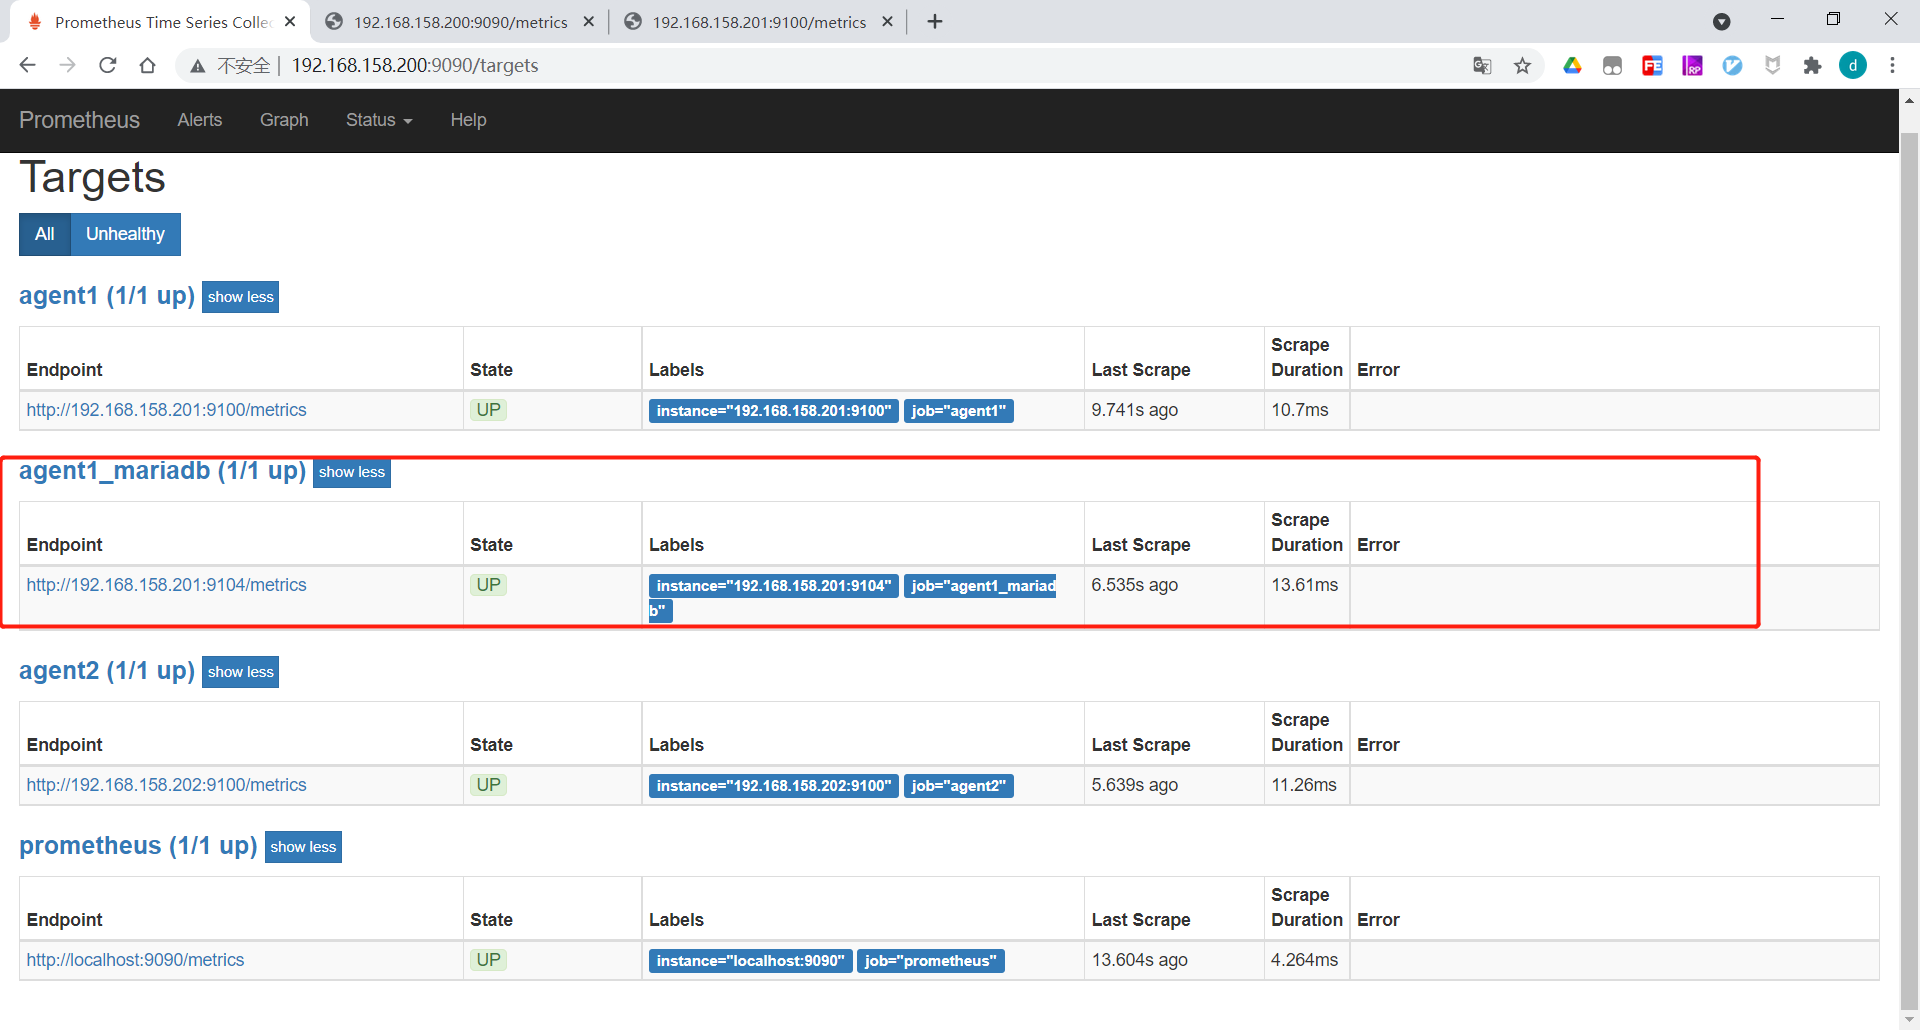 Prometheus Time Series Collec
192.168.158.200:9090/metrics
192.168.158.201:9100/metrics
不安全 | 192.168.158.200:9090/targets
d
Prometheus Alerts Graph Status Help
Targets
All Unhealthy
agent1 (1/1 up) show less
Endpoint State Labels Last Scrape Scrape Duration Error
http://192.168.158.201:9100/metrics UP instance="192.168.158.201:9100" job="agent1" 9.741s ago 10.7ms
agent1_mariadb (1/1 up) show less
Endpoint State Labels Last Scrape Scrape Duration Error
http://192.168.158.201:9104/metrics UP instance="192.168.158.201:9104" job="agent1_mariadb" 6.535s ago 13.61ms
agent2 (1/1 up) show less
Endpoint State Labels Last Scrape Scrape Duration Error
http://192.168.158.202:9100/metrics UP instance="192.168.158.202:9100" job="agent2" 5.639s ago 11.26ms
prometheus (1/1 up) show less
Endpoint State Labels Last Scrape Scrape Duration Error
http://localhost:9090/metrics UP instance="localhost:9090" job="prometheus" 13.604s ago 4.264ms